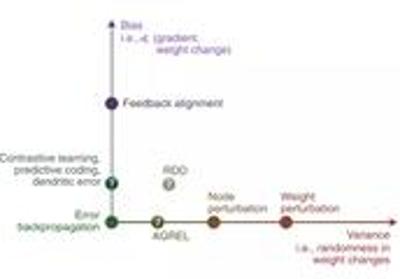 Bias
i.e., ∢ (gradient,
weight change)
Feedback alignment
Contrastive learning,
predictive coding,
dendritic error
?
RDD
?
Error
backpropagation
?
AGREL
Node
perturbation
Weight
perturbation
Variance
i.e., randomness in
weight changes